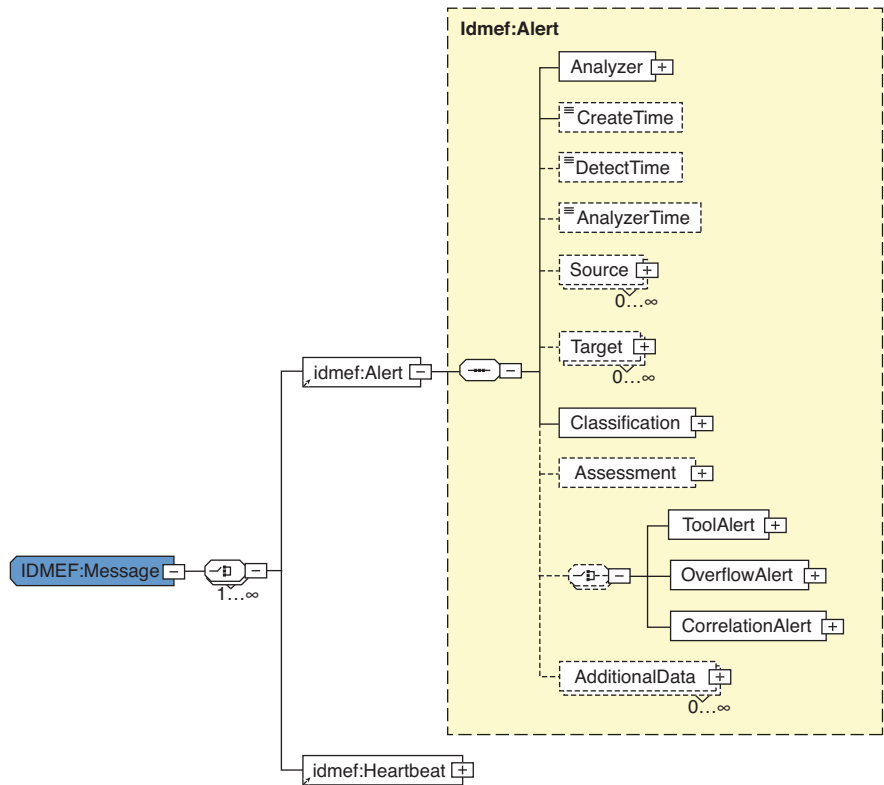 Idmef:Alert
Analyzer
CreateTime
DetectTime
AnalyzerTime
Source
0...∞
Target
0...∞
idmef:Alert
Classification
Assessment
ToolAlert
IDMEF:Message
1...∞
OverflowAlert
CorrelationAlert
AdditionalData
0...∞
idmef:Heartbeat